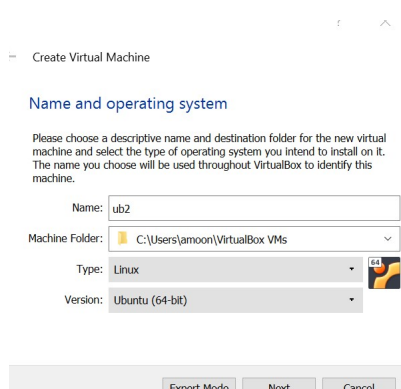 Create Virtual Machine
Name and operating system
Please choose a descriptive name and destination folder for the new virtual
machine and select the type of operating system you intend to install on it.
The name you choose will be used throughout VirtualBox to identify this
machine.
Name: ub2
Machine Folder: C:\Users\amoon\VirtualBox VMs
Type: Linux
64
Version: Ubuntu (64-bit)
Expert Mode Next Cancel